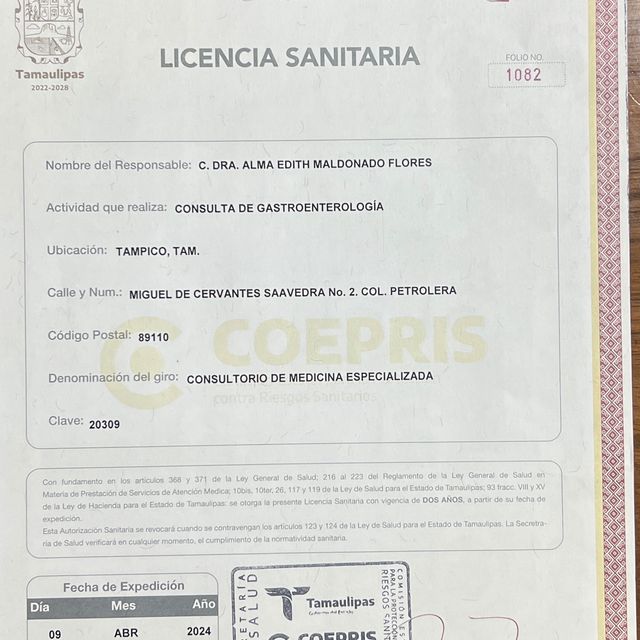 Tamaulipas
2022-2028
LICENCIA SANITARIA
FOLIO NO.
1082
Nombre del Responsable: C. DRA. ALMA EDITH MALDONADO FLORES
Actividad que realiza: CONSULTA DE GASTROENTEROLOGÍA
Ubicación: TAMPICO, TAM.
Calle y Num.: MIGUEL DE CERVANTES SAAVEDRA No. 2. COL. PETROLERA
COEPRIS
Código Postal: 89110
Denominación del giro: CONSULTORIO DE MEDICINA ESPECIALIZADA
contra Riesgos Sanitarios
Clave: 20309
Con fundamento en los artículos 368 y 371 de la Ley General de Salud; 216 al 223 del Reglamento de la Ley General de Salud en
Materia de Prestación de Servicios de Atención Medica; 10bis, 10ter, 26, 117 y 119 de la Ley de Salud para el Estado de Tamaulipas; 93 fracc. VIII y XV
de la Ley de Hacienda para el Estado de Tamaulipas: se otorga la presente Licencia Sanitaria con vigencia de DOS AÑOS, a partir de su fecha de
expedición.
Esta Autorización Sanitaria se revocará cuando se contravengan los artículos 123 y 124 de la Ley de Salud para el Estado de Tamaulipas. La Secretra-
ria de Salud verificará en cualquier momento, el cumplimiento de la normatividad sanitaria.
Fecha de Expedición
Día Mes Año
09 ABR 2024
SALUD
Tamaulipas
COEPRIS
PARA LA PROTECCIÓN